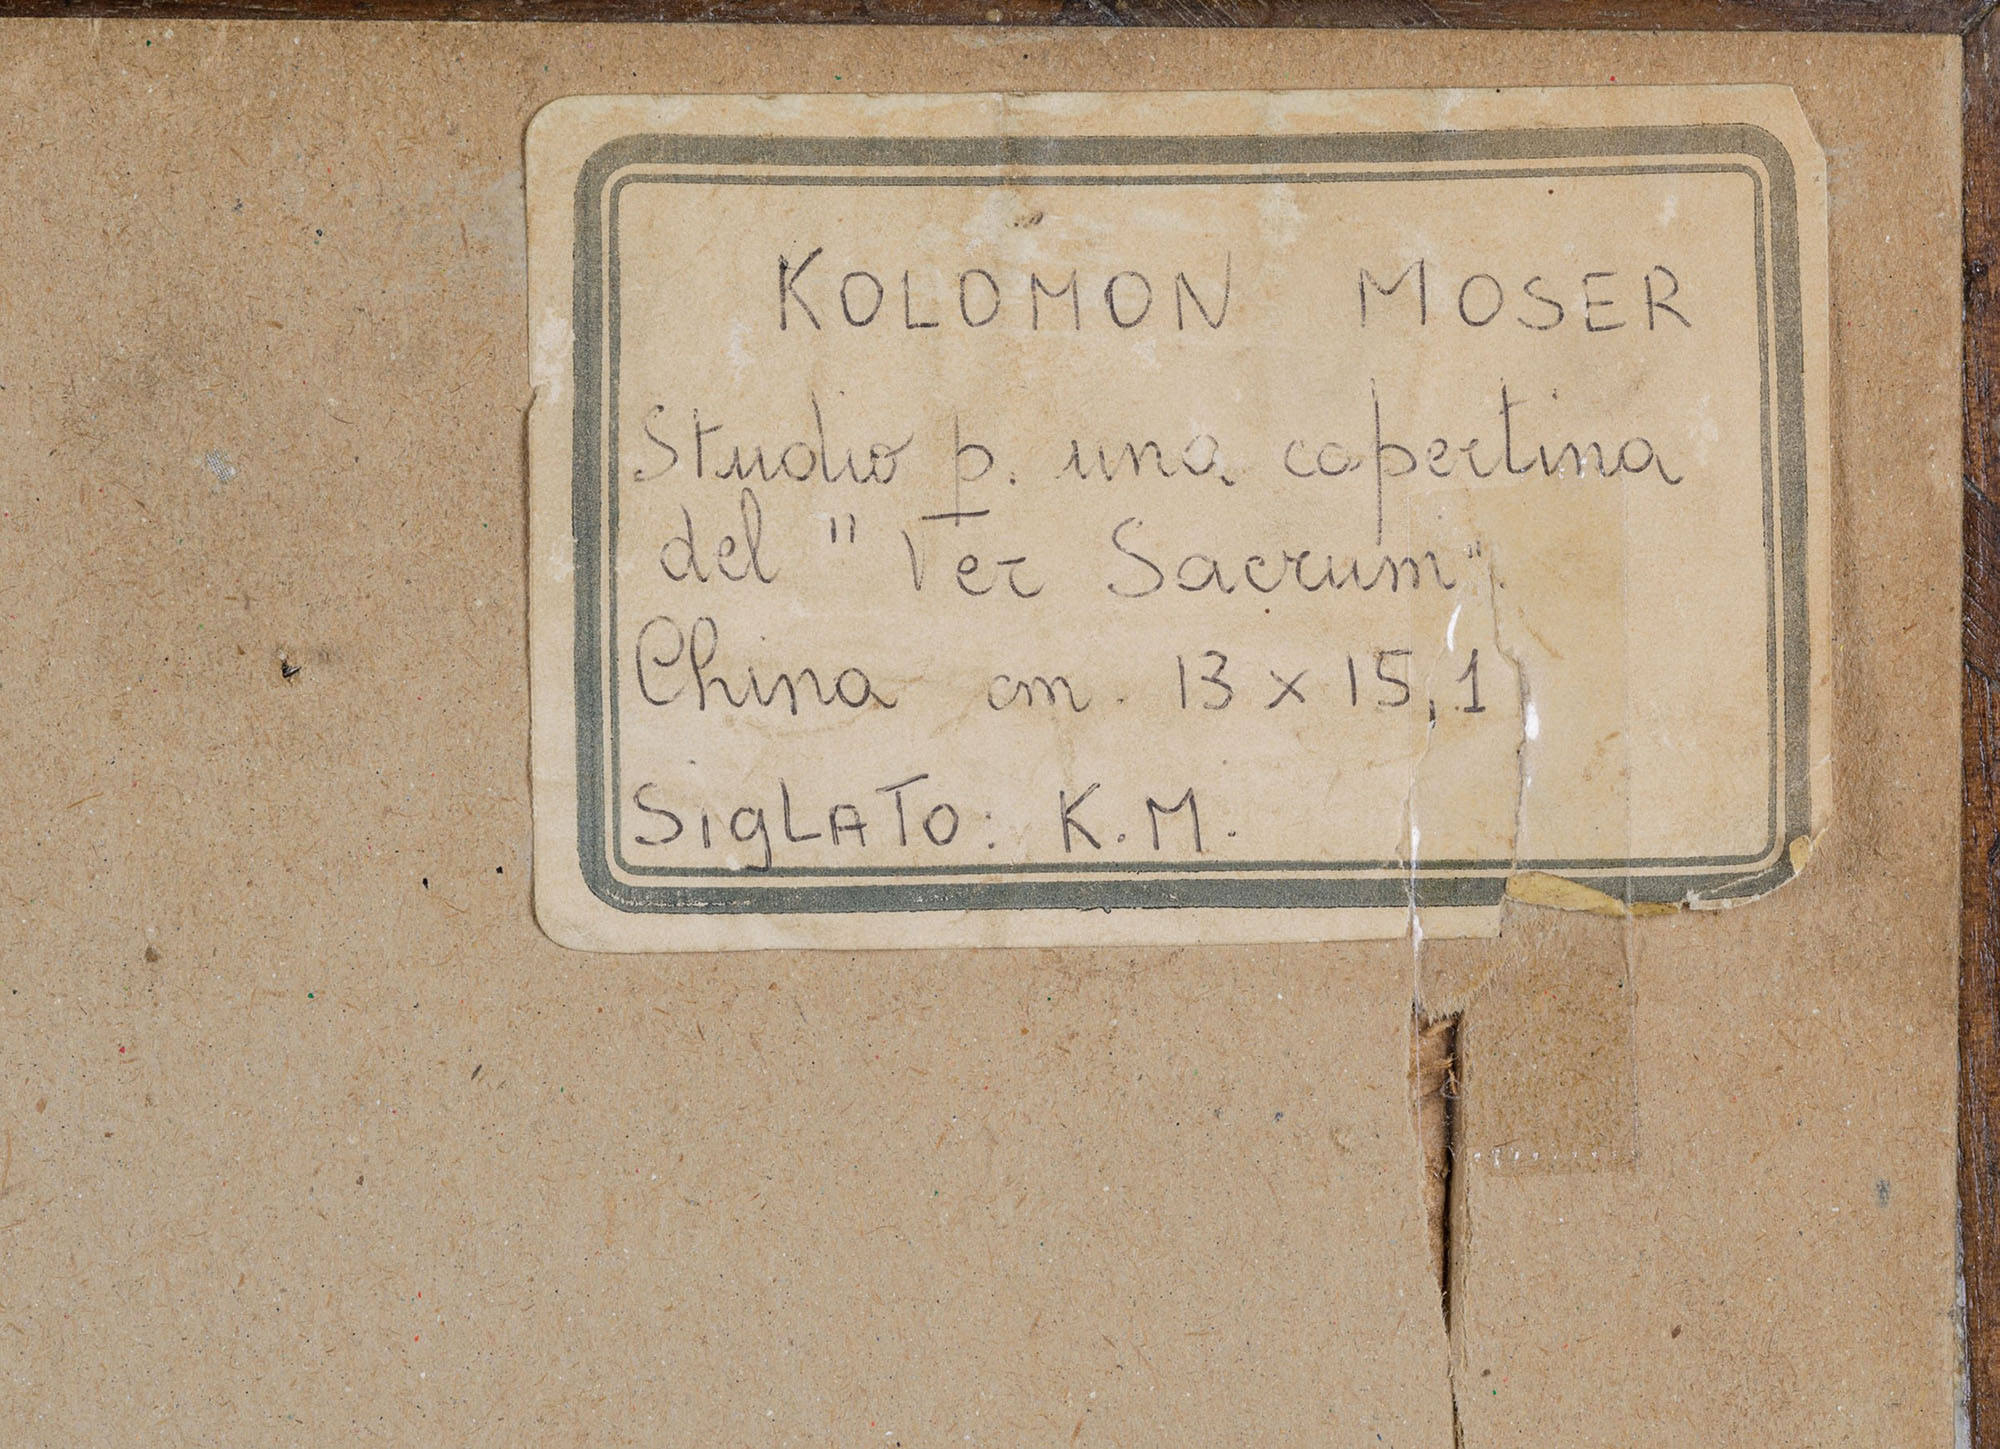 KOLOMON MOSER
Studio p. una copertina
del "Ver Sacrum".
China cm. 13 x 15,1
SigLATO: K.M.